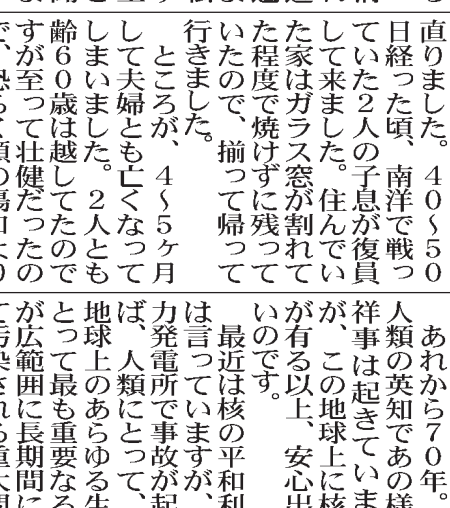 直りました。40～50
日経った頃、南洋で戦っ
ていた2人の子息が復員
して来ました。住んでい
た家はガラス窓が割れて
た程度で焼けずに残って
いたので、揃って帰って
行きました。
ところが、4～5ヶ月
して夫婦とも亡くなって
しまいました。2人とも
齢60歳は越してたので
すが至って壮健だったの
あれから70年。
人類の英知であの様
祥事は起きていま
が、この地球上に核
が有る以上、安心出
いのです。
最近は核の平和利
は言っていますが、
力発電所で事故が起
ば、人類にとって、
地球上のあらゆる生
とって最も重要なる
が広範囲に長期間に